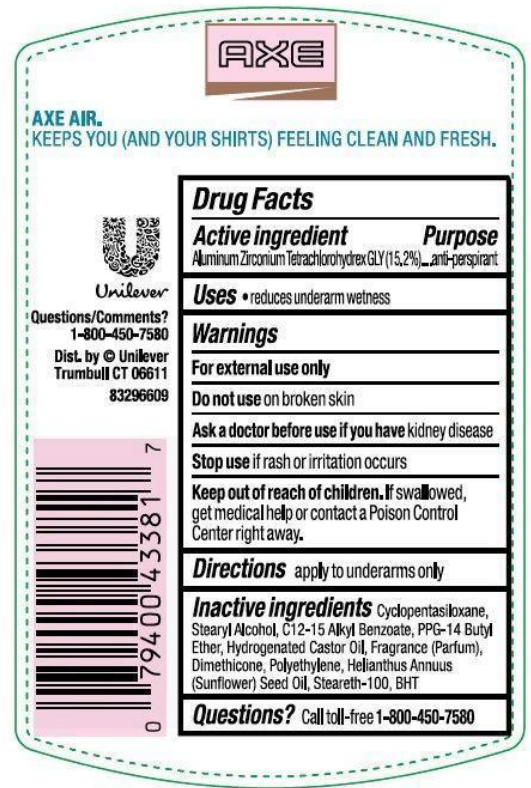 AXE
AXE AIR.
KEEPS YOU (AND YOUR SHIRTS) FEELING CLEAN AND FRESH.
Unilever
Questions/Comments?
1-800-450-7580
Dist. by © Unilever
Trumbull CT 06611
83296609
0 79400 43381 7
Drug Facts
Active ingredient Purpose
Aluminum Zirconium Tetrachlorohydrex GLY (15.2%)...anti-perspirant
Uses • reduces underarm wetness
Warnings
For external use only
Do not use on broken skin
Ask a doctor before use if you have kidney disease
Stop use if rash or irritation occurs
Keep out of reach of children. If swallowed,
get medical help or contact a Poison Control
Center right away.
Directions apply to underarms only
Inactive ingredients Cyclopentasiloxane,
Stearyl Alcohol, C12-15 Alkyl Benzoate, PPG-14 Butyl
Ether, Hydrogenated Castor Oil, Fragrance (Parfum),
Dimethicone, Polyethylene, Helianthus Annuus
(Sunflower) Seed Oil, Steareth-100, BHT
Questions? Call toll-free 1-800-450-7580